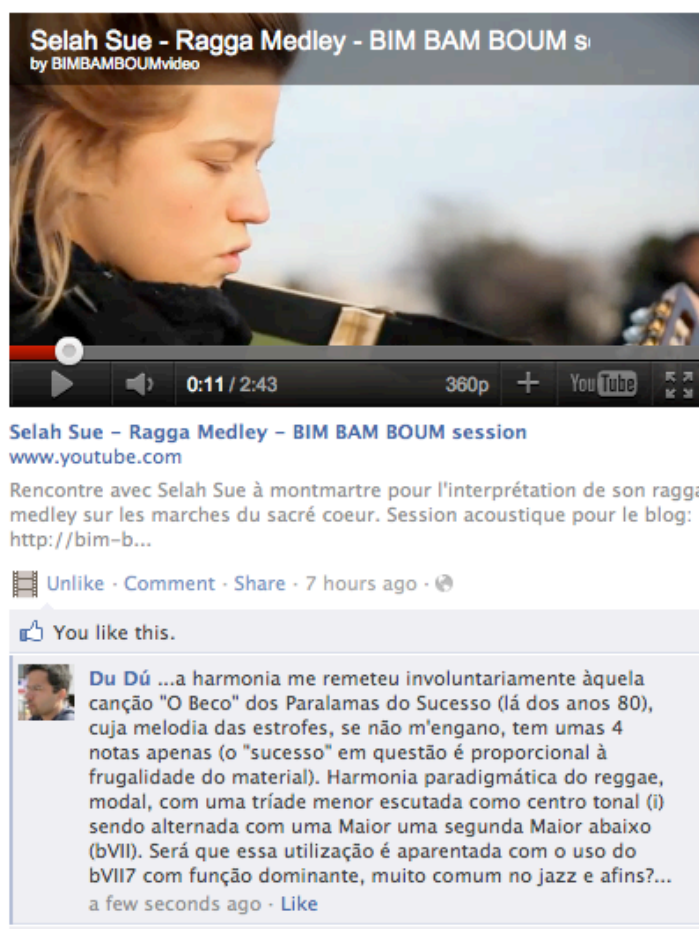 Selah Sue - Ragga Medley - BIM BAM BOUM s
by BIMBAMBOUMvideo
0:11 / 2:43 360p YouTube
Selah Sue – Ragga Medley – BIM BAM BOUM session
www.youtube.com
Rencontre avec Selah Sue à montmartre pour l'interprétation de son ragga
medley sur les marches du sacré coeur. Session acoustique pour le blog:
http://bim-b...
Unlike · Comment · Share · 7 hours ago ·
You like this.
Du Dú ...a harmonia me remeteu involuntariamente àquela
canção "O Beco" dos Paralamas do Sucesso (lá dos anos 80),
cuja melodia das estrofes, se não m'engano, tem umas 4
notas apenas (o "sucesso" em questão é proporcional à
frugalidade do material). Harmonia paradigmática do reggae,
modal, com uma tríade menor escutada como centro tonal (i)
sendo alternada com uma Maior uma segunda Maior abaixo
(bVII). Será que essa utilização é aparentada com o uso do
bVII7 com função dominante, muito comum no jazz e afins?...
a few seconds ago · Like